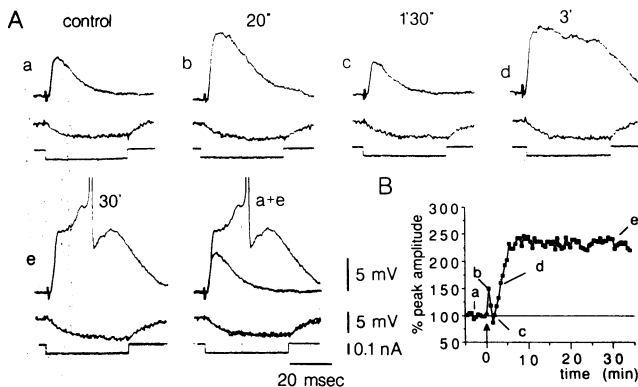 A
control
20"
1'30"
3'
a
b
c
d
30'
a+e
e
5 mV
5 mV
0.1 nA
20 msec
B
% peak amplitude
300
250
200
150
100
50
a
b
c
d
e
0
10
20
30
time (min)